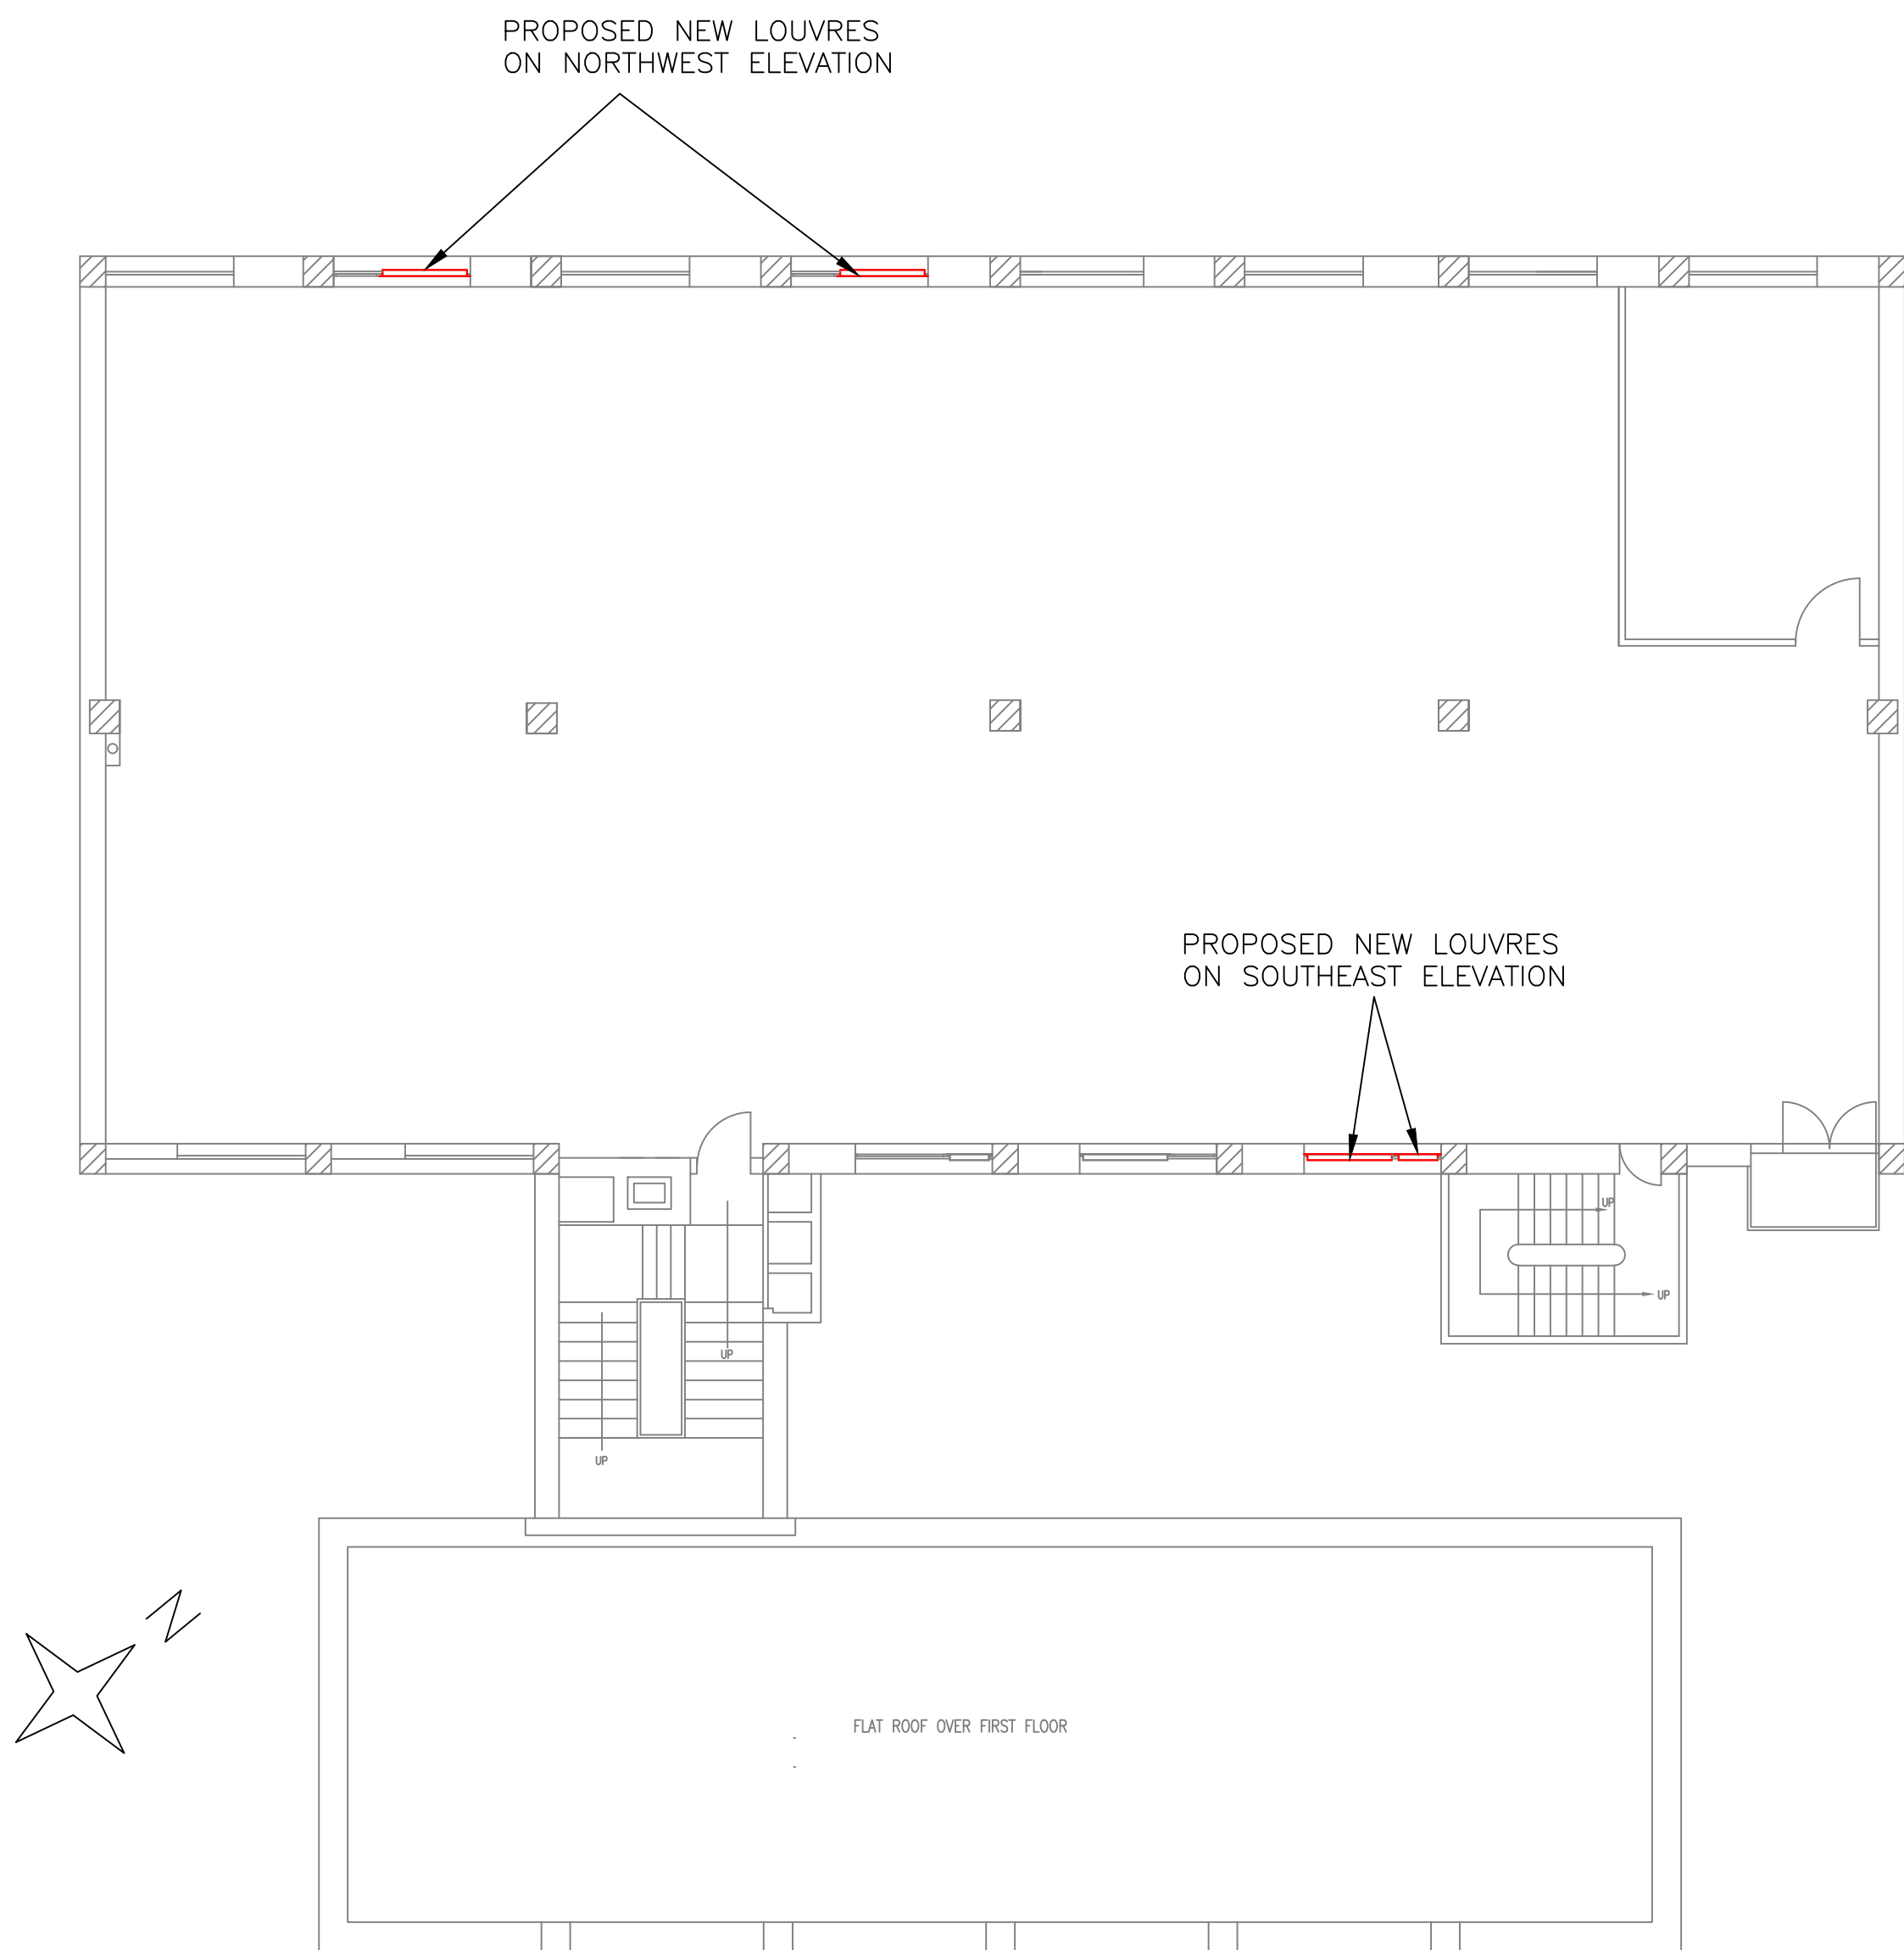 PROPOSED NEW LOUVRES
ON NORTHWEST ELEVATION
PROPOSED NEW LOUVRES
ON SOUTHEAST ELEVATION
UP
UP
UP
UP
N
FLAT ROOF OVER FIRST FLOOR